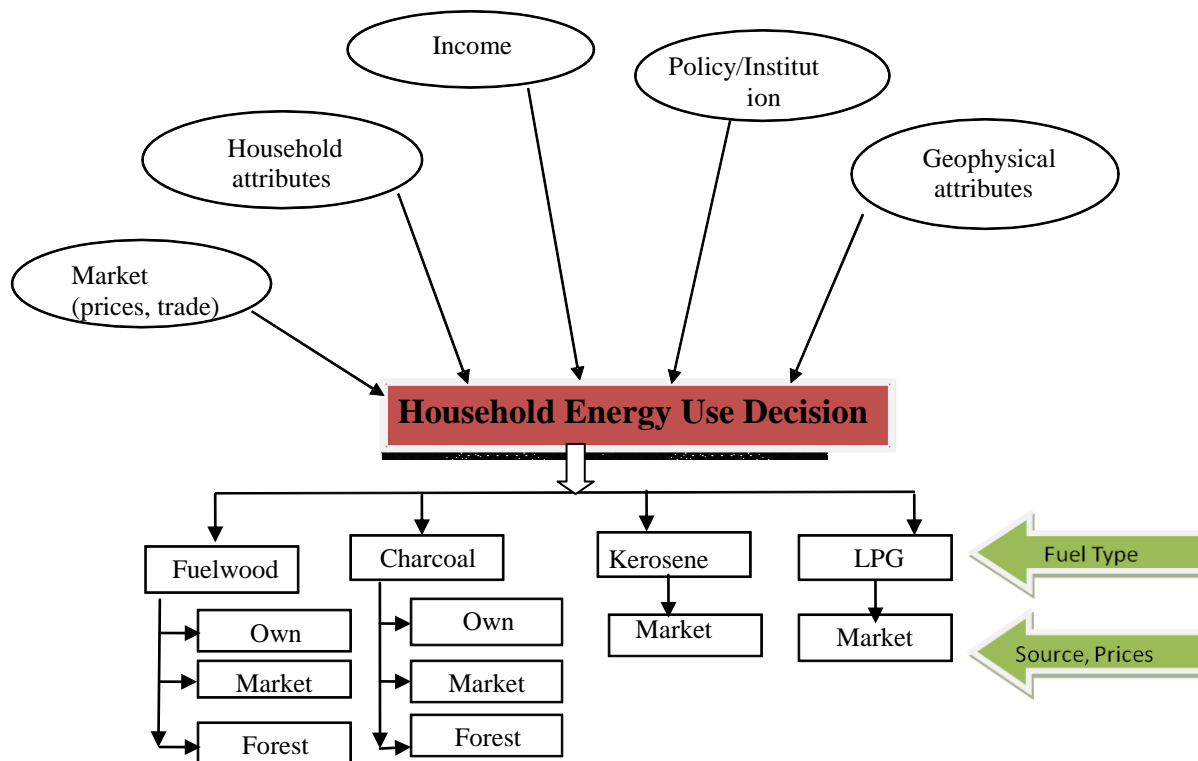 Income
Policy/Institut
ion
Household
attributes
Geophysical
attributes
Market
(prices, trade)
Household Energy Use Decision
Fuelwood
Charcoal
Kerosene
LPG
Fuel Type
Own
Market
Forest
Own
Market
Forest
Market
Market
Source, Prices